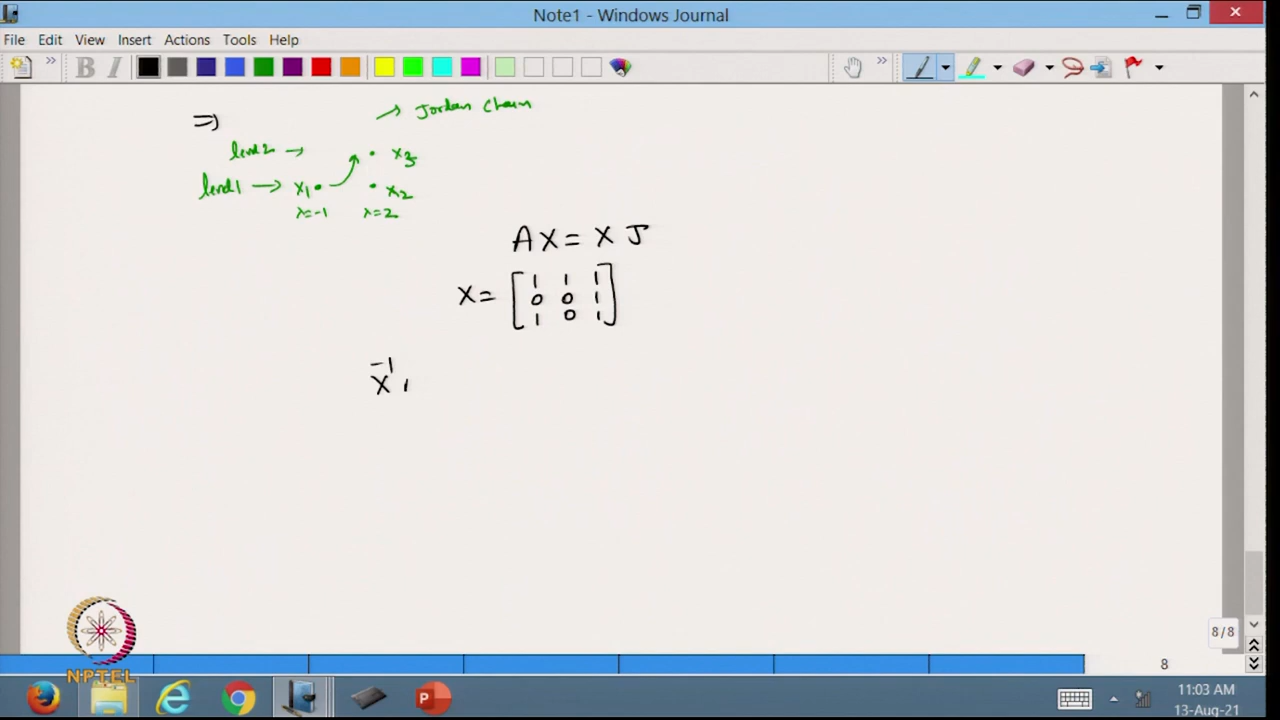 Note1 - Windows Journal
File Edit View Insert Actions Tools Help
B I
⇒ → Jordan Chain
level 2 → x3
level 1 → x1 x2
λ=-1 λ=2
AX = XJ
X = [1 1 1
0 0 1
1 0 1]
X⁻¹
8/8
NPTEL
8
11:03 AM
13-Aug-21